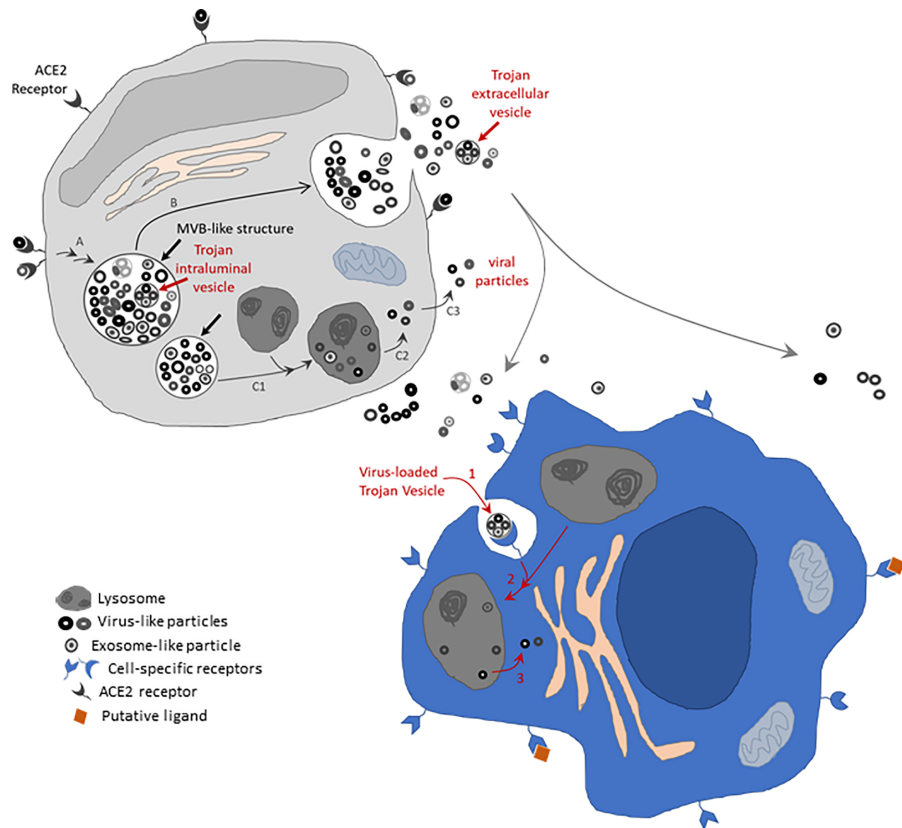 ACE2
Receptor
Trojan
extracellular
vesicle
B
A
MVB-like structure
Trojan
intraluminal
vesicle
viral
particles
C3
C2
C1
Virus-loaded
Trojan Vesicle
1
2
3
Lysosome
Virus-like particles
Exosome-like particle
Cell-specific receptors
ACE2 receptor
Putative ligand